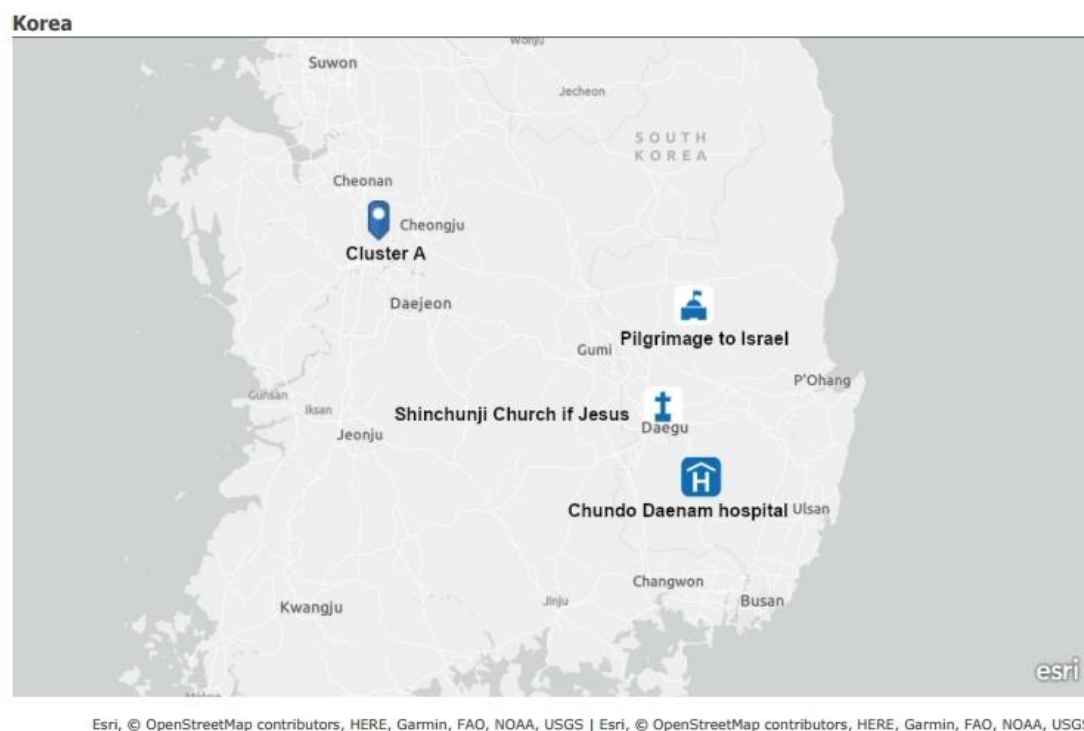 Korea
Wonju
Suwon
Jecheon
SOUTH
KOREA
Cheonan
Cheongju
Cluster A
Daejeon
Pilgrimage to Israel
Gumi
P'Ohang
Gunsan
Iksan
Shinchunji Church if Jesus
Daegu
Jeonju
H
Chundo Daenam hospital
Ulsan
Changwon
Busan
Jinju
Kwangju
esri
Esri, © OpenStreetMap contributors, HERE, Garmin, FAO, NOAA, USGS | Esri, © OpenStreetMap contributors, HERE, Garmin, FAO, NOAA, USGS